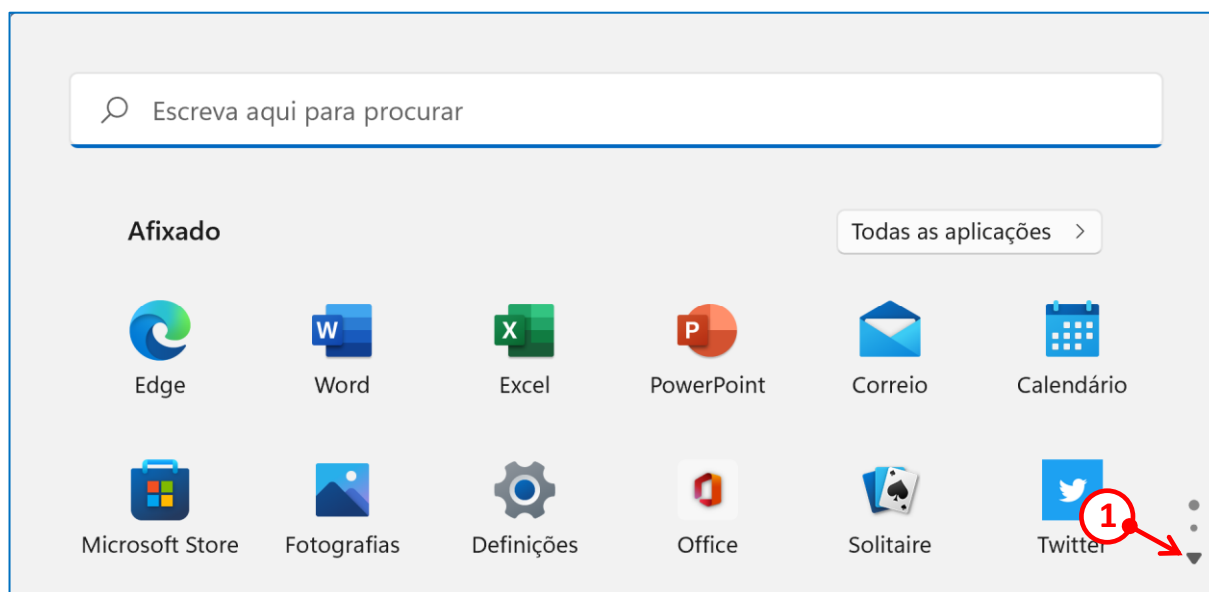 Escreva aqui para procurar
Afixado
Todas as aplicações
Edge
Word
Excel
PowerPoint
Correio
Calendário
Microsoft Store
Fotografias
Definições
Office
Solitaire
Twitter
1